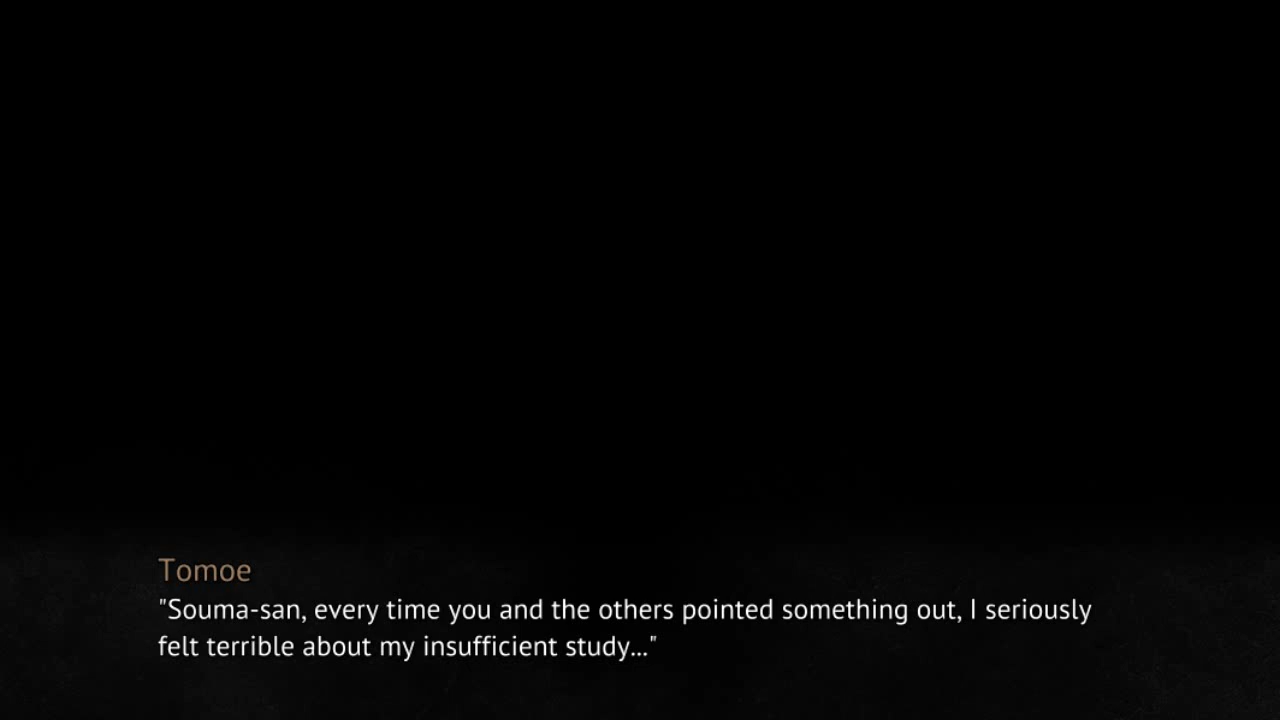 Tomoe
"Souma-san, every time you and the others pointed something out, I seriously
felt terrible about my insufficient study..."